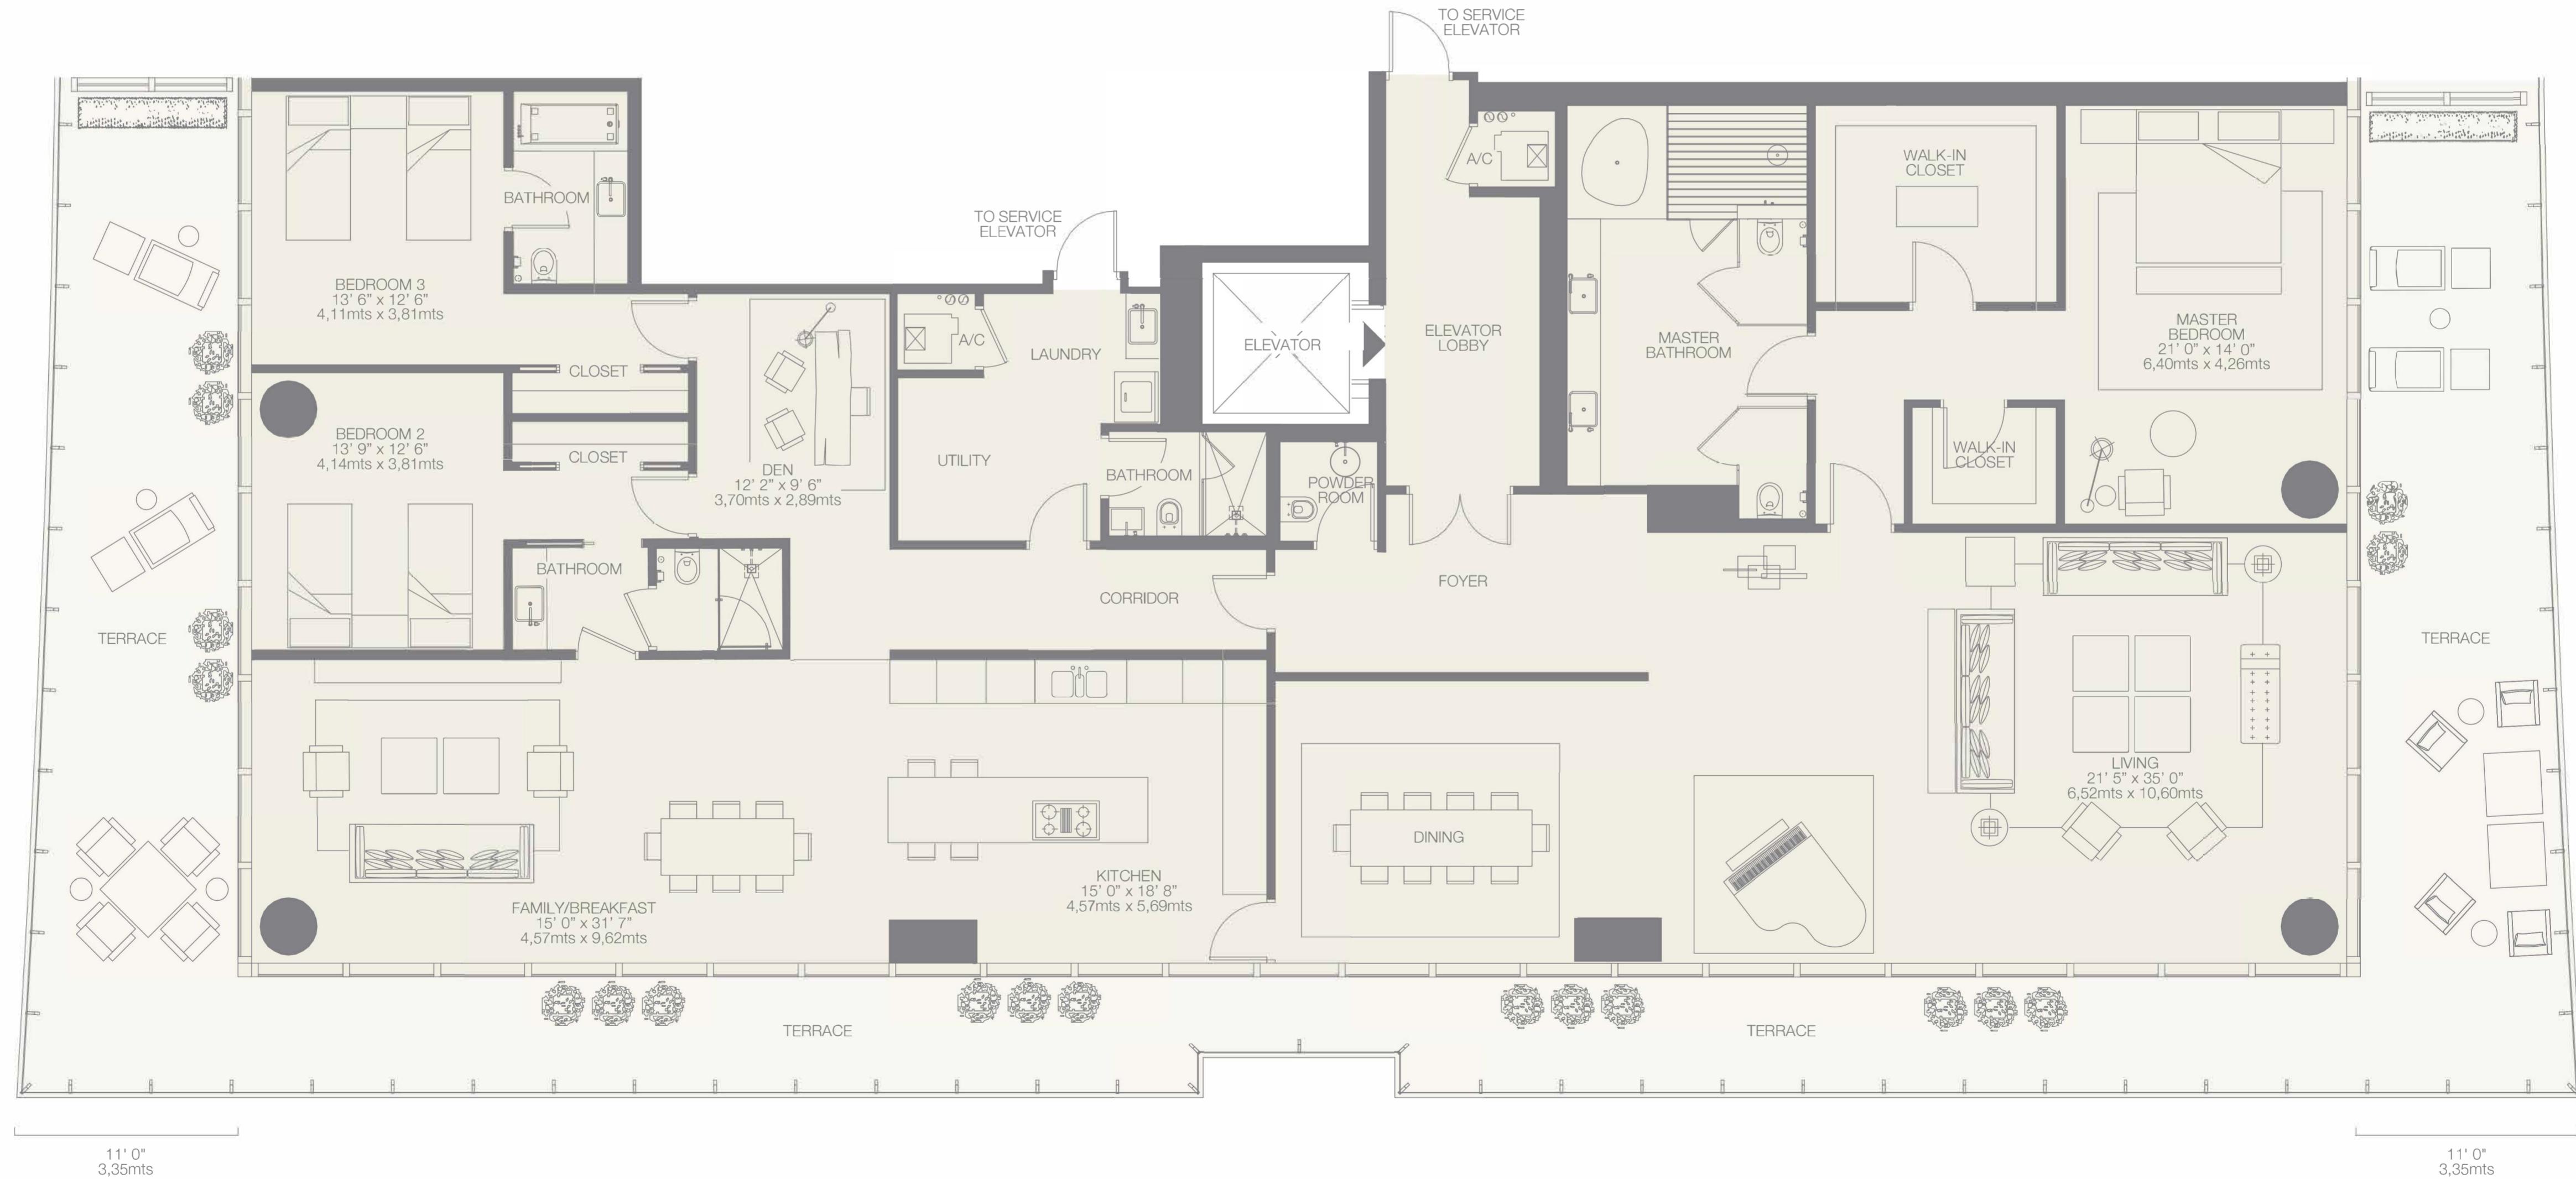 TO SERVICE
ELEVATOR
BATHROOM
BEDROOM 3
13' 6" x 12' 6"
4,11mts x 3,81mts
CLOSET
BEDROOM 2
13' 9" x 12' 6"
4,14mts x 3,81mts
CLOSET
DEN
12' 2" x 9' 6"
3,70mts x 2,89mts
BATHROOM
TERRACE
TO SERVICE
ELEVATOR
A/C
LAUNDRY
UTILITY
BATHROOM
ELEVATOR
ELEVATOR
LOBBY
A/C
POWDER
ROOM
CORRIDOR
FOYER
MASTER
BATHROOM
WALK-IN
CLOSET
MASTER
BEDROOM
21' 0" x 14' 0"
6,40mts x 4,26mts
WALK-IN
CLOSET
TERRACE
LIVING
21' 5" x 35' 0"
6,52mts x 10,60mts
DINING
KITCHEN
15' 0" x 18' 8"
4,57mts x 5,69mts
FAMILY/BREAKFAST
15' 0" x 31' 7"
4,57mts x 9,62mts
TERRACE
TERRACE
11' 0"
3,35mts
11' 0"
3,35mts